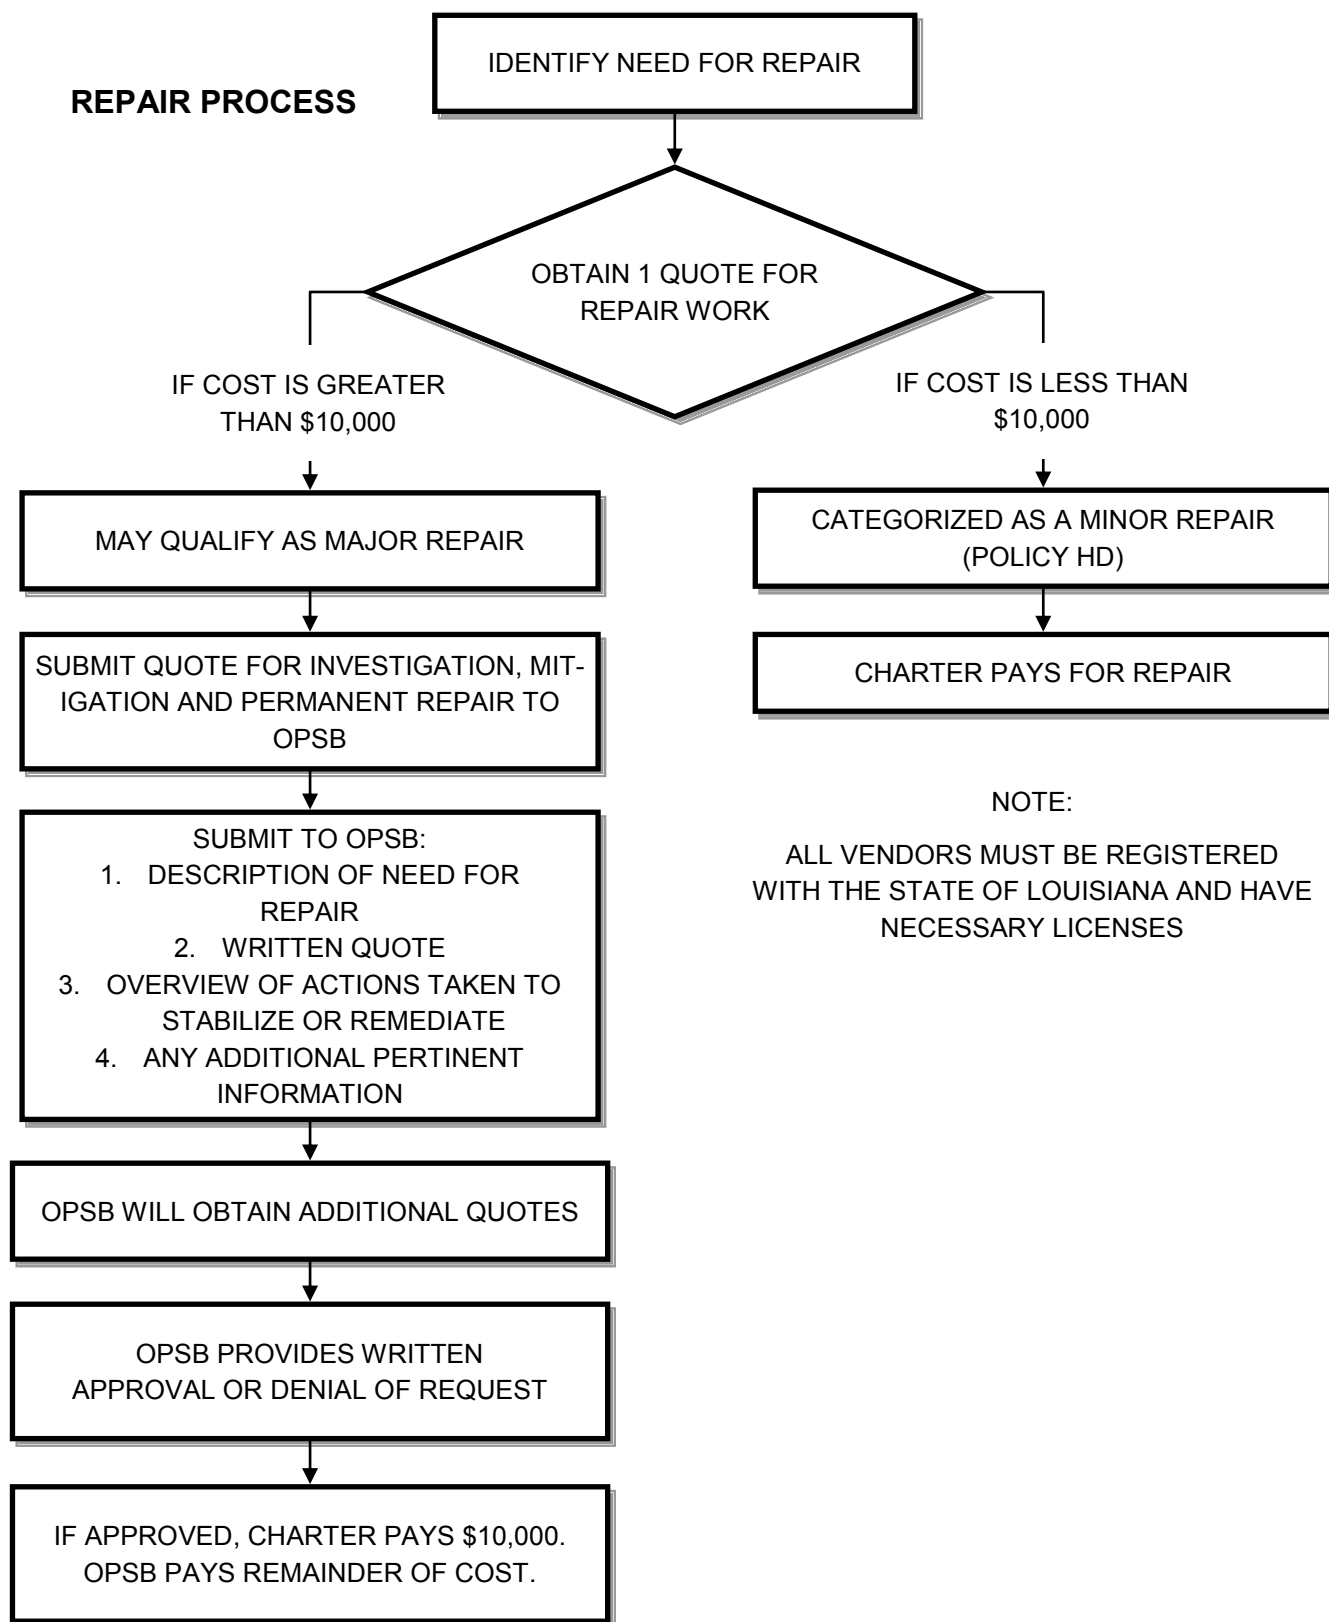 IDENTIFY NEED FOR REPAIR
REPAIR PROCESS
OBTAIN 1 QUOTE FOR
REPAIR WORK
IF COST IS GREATER
THAN $10,000
IF COST IS LESS THAN
$10,000
MAY QUALIFY AS MAJOR REPAIR
CATEGORIZED AS A MINOR REPAIR
(POLICY HD)
SUBMIT QUOTE FOR INVESTIGATION, MIT-
IGATION AND PERMANENT REPAIR TO
OPSB
CHARTER PAYS FOR REPAIR
SUBMIT TO OPSB:
1. DESCRIPTION OF NEED FOR
REPAIR
2. WRITTEN QUOTE
3. OVERVIEW OF ACTIONS TAKEN TO
STABILIZE OR REMEDIATE
4. ANY ADDITIONAL PERTINENT
INFORMATION
NOTE:
ALL VENDORS MUST BE REGISTERED
WITH THE STATE OF LOUISIANA AND HAVE
NECESSARY LICENSES
OPSB WILL OBTAIN ADDITIONAL QUOTES
OPSB PROVIDES WRITTEN
APPROVAL OR DENIAL OF REQUEST
IF APPROVED, CHARTER PAYS $10,000.
OPSB PAYS REMAINDER OF COST.